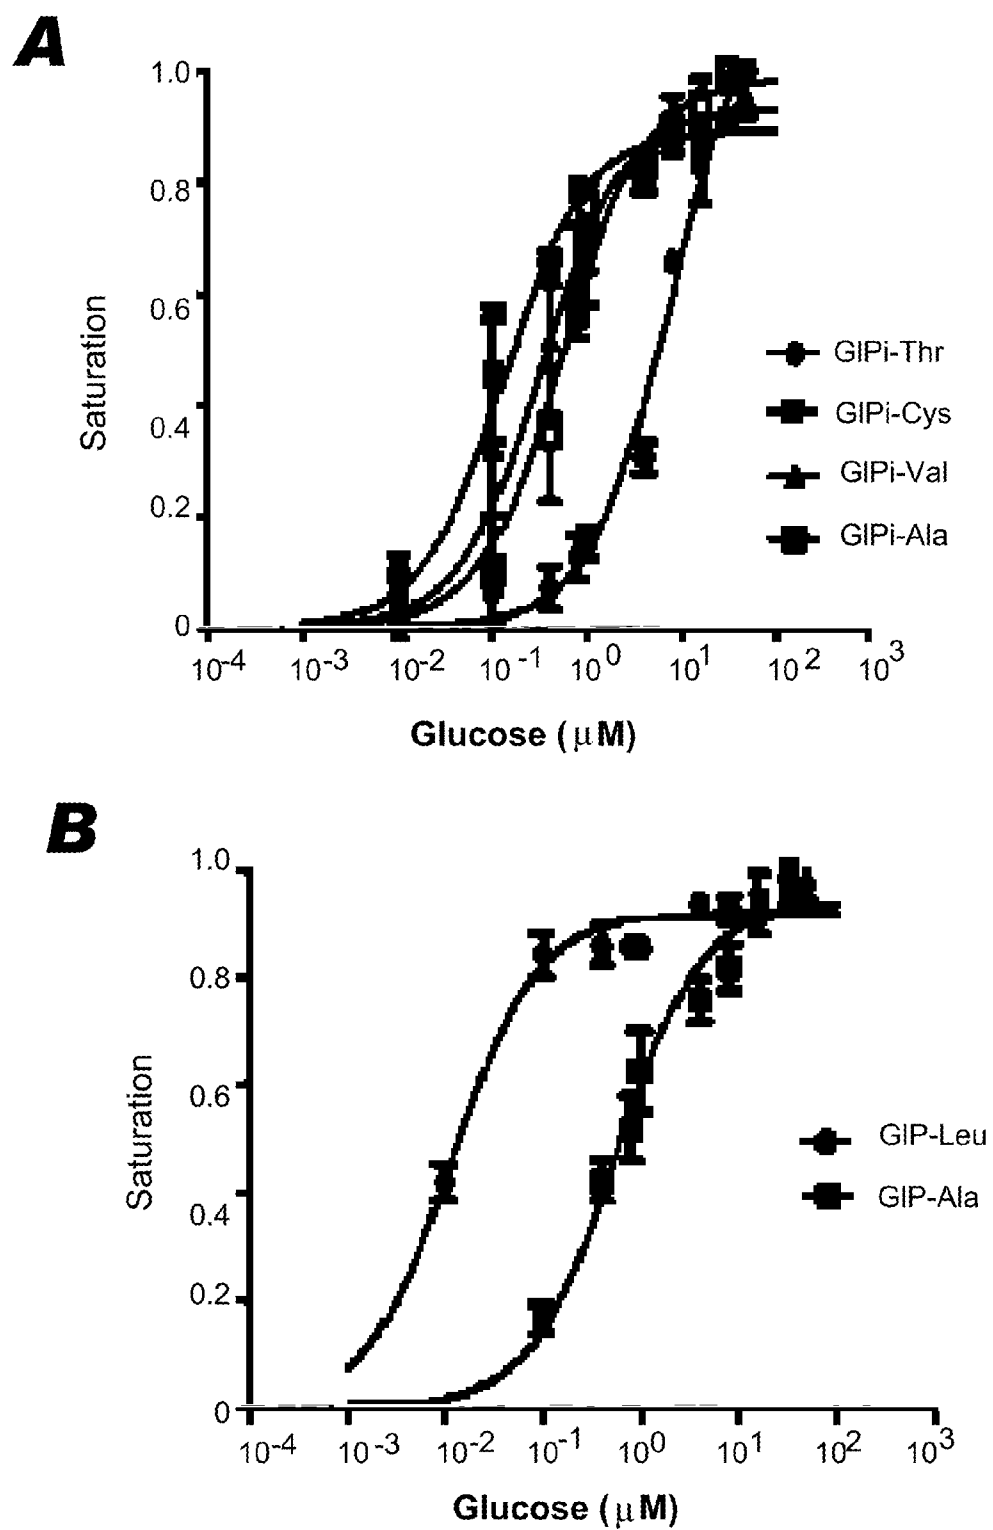 A
1.0
0.8
0.6
0.4
0.2
0
Saturation
GIPi-Thr
GIPi-Cys
GIPi-Val
GIPi-Ala
10-4 10-3 10-2 10-1 100 101 102 103
Glucose (μM)
B
1.0
0.8
0.6
0.4
0.2
0
Saturation
GIP-Leu
GIP-Ala
10-4 10-3 10-2 10-1 100 101 102 103
Glucose (μM)